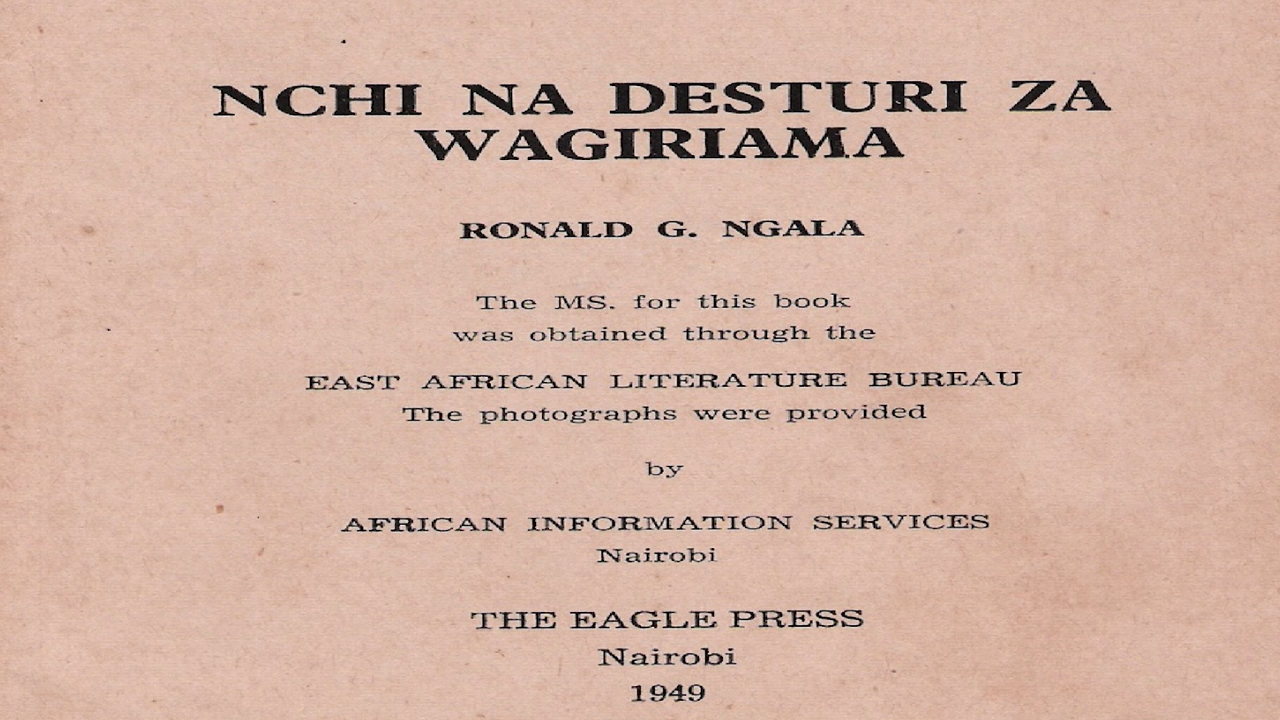 NCHI NA DESTURI ZA
WAGIRIAMA
RONALD G. NGALA
The MS. for this book
was obtained through the
EAST AFRICAN LITERATURE BUREAU
The photographs were provided
by
AFRICAN INFORMATION SERVICES
Nairobi
THE EAGLE PRESS
Nairobi
1949